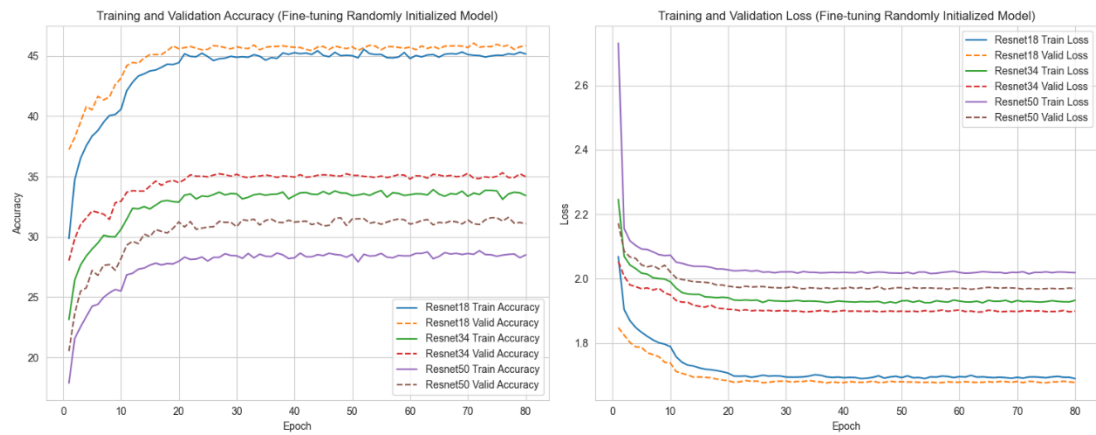 Training and Validation Accuracy (Fine-tuning Randomly Initialized Model)
45
40
35
30
25
20
Accuracy
0 10 20 30 40 50 60 70 80
Epoch
Resnet18 Train Accuracy
Resnet18 Valid Accuracy
Resnet34 Train Accuracy
Resnet34 Valid Accuracy
Resnet50 Train Accuracy
Resnet50 Valid Accuracy
Training and Validation Loss (Fine-tuning Randomly Initialized Model)
Resnet18 Train Loss
Resnet18 Valid Loss
Resnet34 Train Loss
Resnet34 Valid Loss
Resnet50 Train Loss
Resnet50 Valid Loss
2.6
2.4
2.2
2.0
1.8
Loss
0 10 20 30 40 50 60 70 80
Epoch